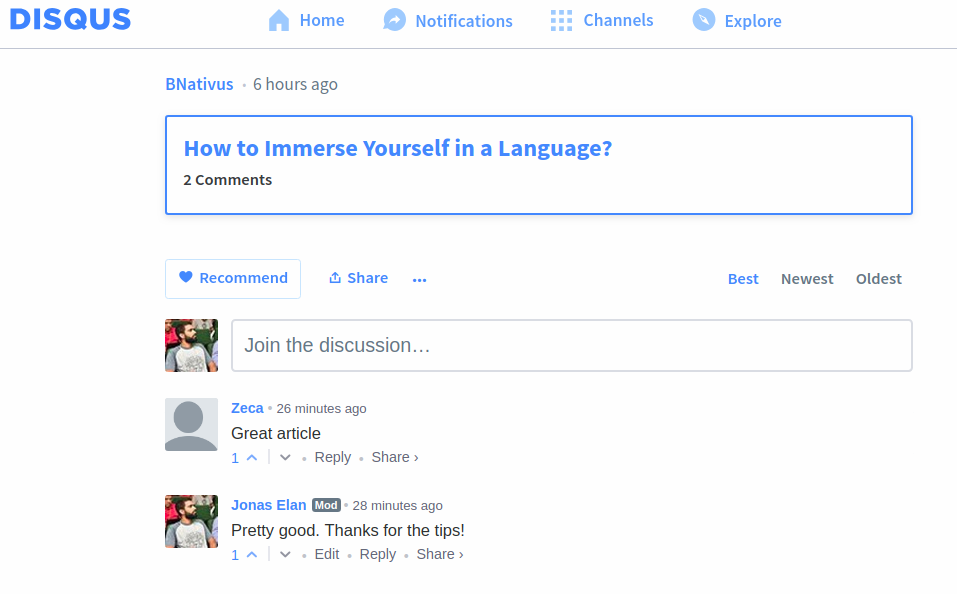 DISQUS Home Notifications Channels Explore
BNativus • 6 hours ago
How to Immerse Yourself in a Language?
2 Comments
Recommend Share ... Best Newest Oldest
Join the discussion…
Zeca • 26 minutes ago
Great article
1 • Reply • Share ›
Jonas Elan Mod • 28 minutes ago
Pretty good. Thanks for the tips!
1 • Edit • Reply • Share ›